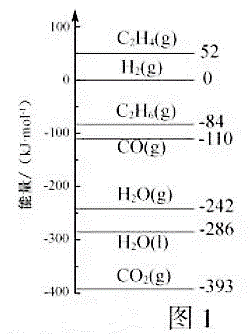 能量/(kJ·mol⁻¹)
100
C₂H₄(g) 52
H₂(g) 0
0
C₂H₆(g) -84
-100
CO(g) -110
-200
H₂O(g) -242
-300
H₂O(l) -286
CO₂(g) -393
-400
图 1